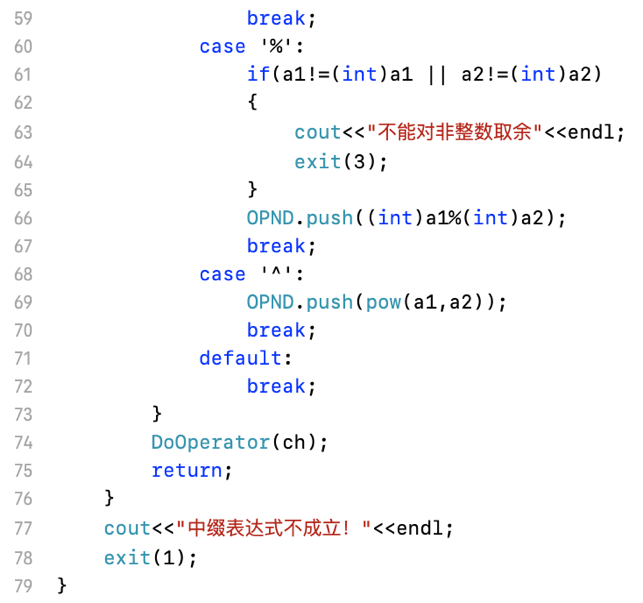 59                 break;
60             case '%':
61                 if(a1!=(int)a1 || a2!=(int)a2)
62                 {
63                     cout<<"不能对非整数取余"<<endl;
64                     exit(3);
65                 }
66                 OPND.push((int)a1%(int)a2);
67                 break;
68             case '^':
69                 OPND.push(pow(a1,a2));
70                 break;
71             default:
72                 break;
73         }
74         DoOperator(ch);
75         return;
76     }
77     cout<<"中缀表达式不成立！"<<endl;
78     exit(1);
79 }